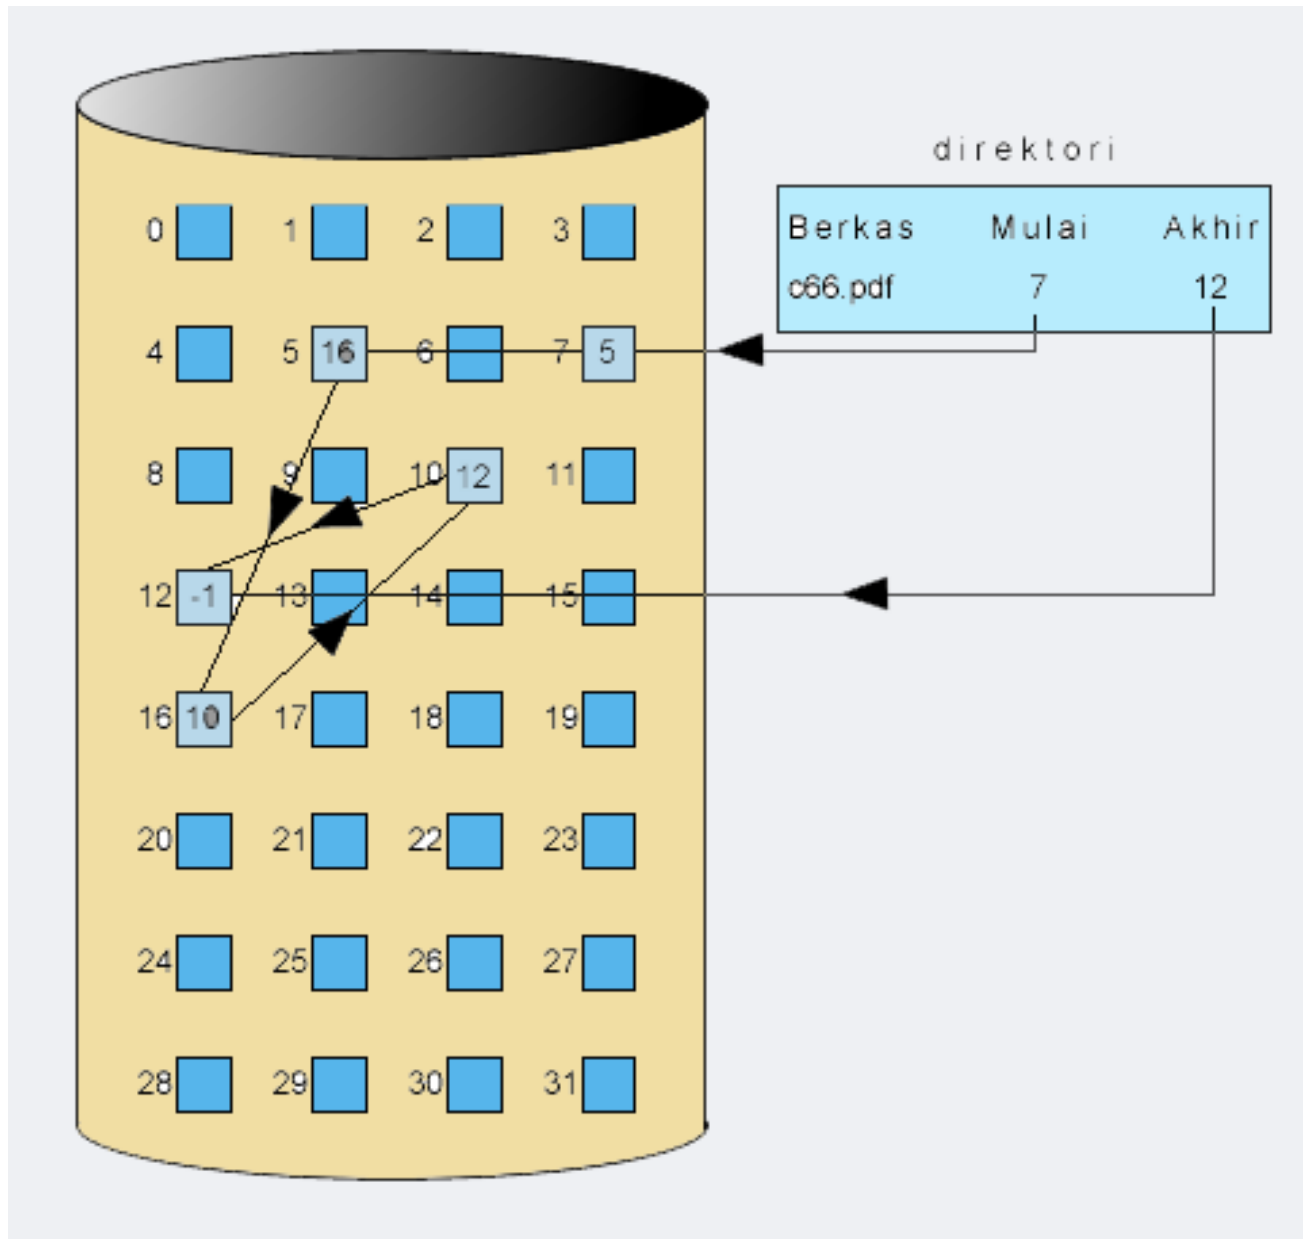 direktori
Berkas Mulai Akhir
c66.pdf 7 12
0 1 2 3
4 5 16 6 7 5
8 9 10 12 11
12 -1 13 14 15
16 10 17 18 19
20 21 22 23
24 25 26 27
28 29 30 31